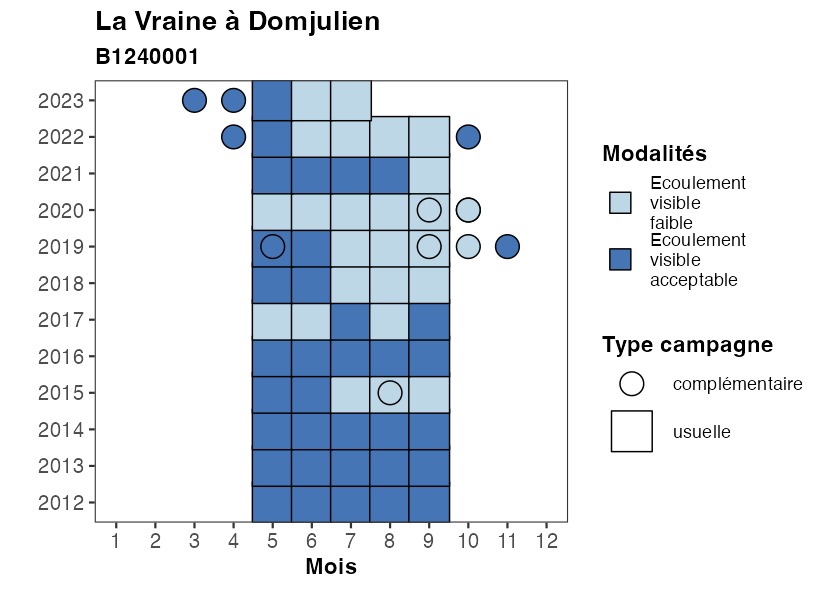 La Vraine à Domjulien
B1240001
2023
2022
2021
2020
2019
2018
2017
2016
2015
2014
2013
2012
1 2 3 4 5 6 7 8 9 10 11 12
Mois
Modalités
Ecoulement
visible
faible
Ecoulement
visible
acceptable
Type campagne
complémentaire
usuelle